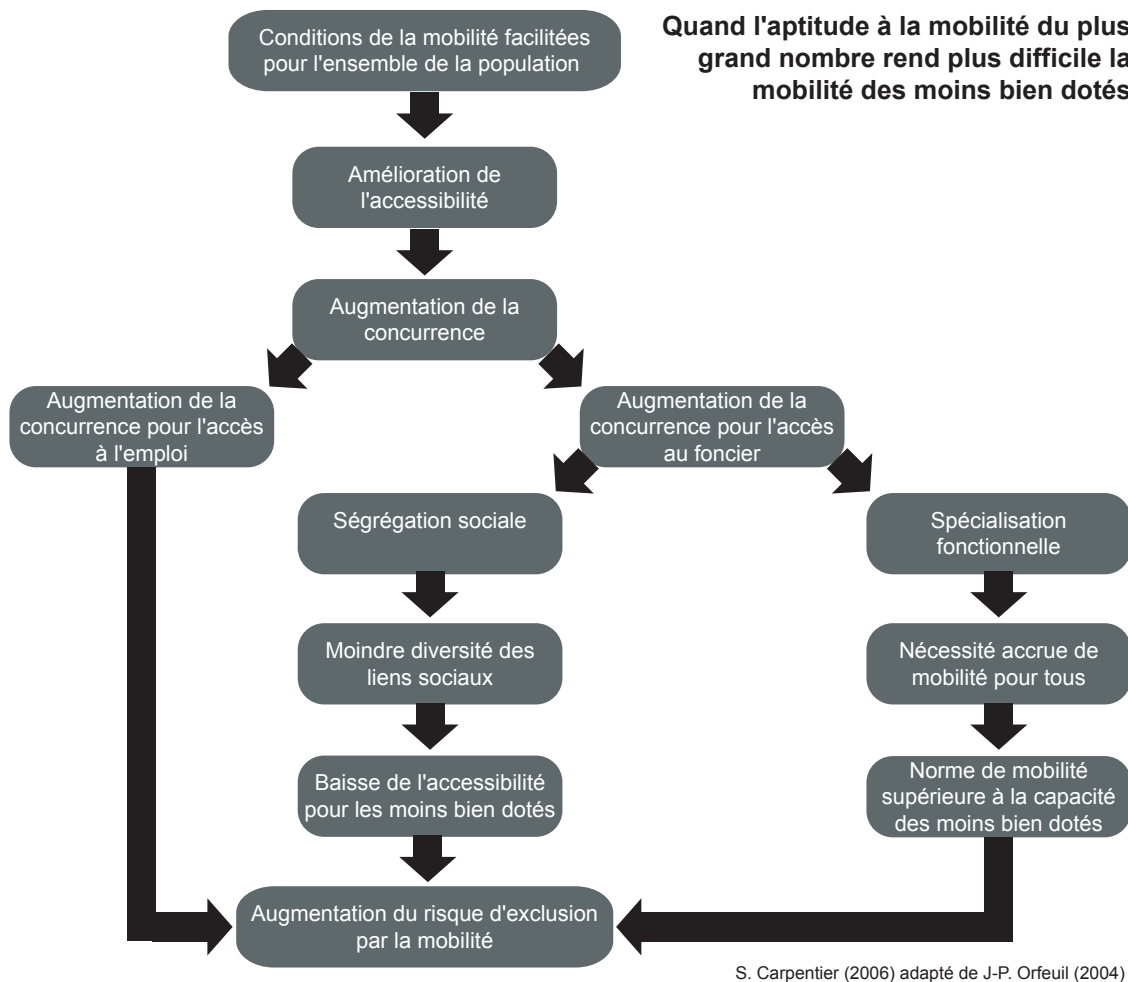 Quand l'aptitude à la mobilité du plus
grand nombre rend plus difficile la
mobilité des moins bien dotés
Conditions de la mobilité facilitées
pour l'ensemble de la population
Amélioration de
l'accessibilité
Augmentation de la
concurrence
Augmentation de la
concurrence pour l'accès
à l'emploi
Augmentation de la
concurrence pour l'accès
au foncier
Ségrégation sociale
Spécialisation
fonctionnelle
Moindre diversité des
liens sociaux
Nécessité accrue de
mobilité pour tous
Baisse de l'accessibilité
pour les moins bien dotés
Norme de mobilité
supérieure à la capacité
des moins bien dotés
Augmentation du risque d'exclusion
par la mobilité
S. Carpentier (2006) adapté de J-P. Orfeuil (2004)